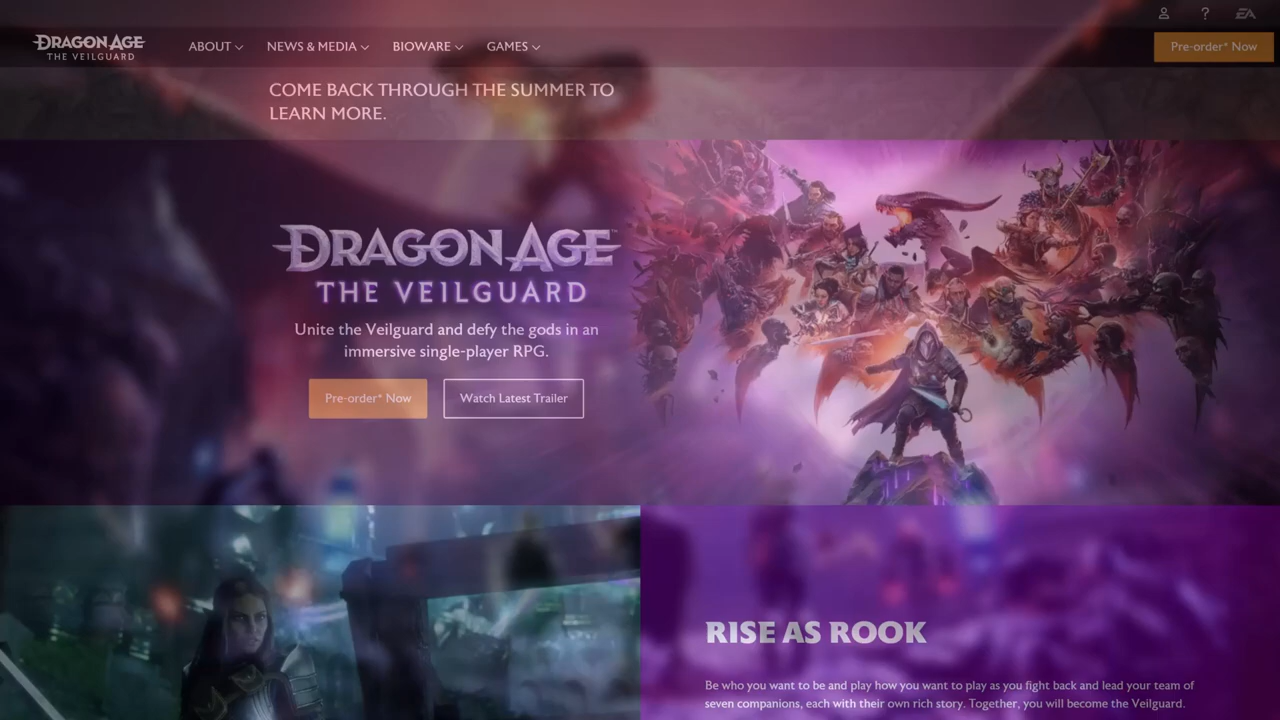 EA
DRAGON AGE
THE VEILGUARD
ABOUT
NEWS & MEDIA
BIOWARE
GAMES
Pre-order* Now
COME BACK THROUGH THE SUMMER TO
LEARN MORE.
DRAGON AGE™
THE VEILGUARD
Unite the Veilguard and defy the gods in an
immersive single-player RPG.
Pre-order* Now
Watch Latest Trailer
RISE AS ROOK
Be who you want to be and play how you want to play as you fight back and lead your team of
seven companions, each with their own rich story. Together, you will become the Veilguard.